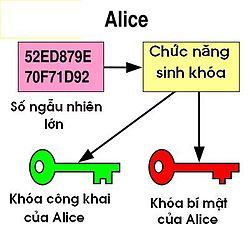 Alice
52ED879E
70F71D92
Chức năng
sinh khóa
Số ngẫu nhiên
lớn
Khóa công khai
của Alice
Khóa bí mật
của Alice